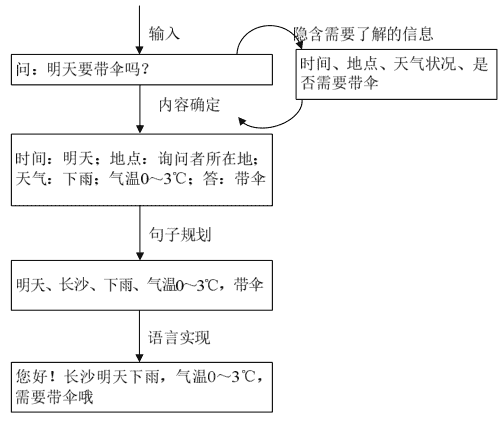 输入
隐含需要了解的信息
问：明天要带伞吗？
时间、地点、天气状况、是
否需要带伞
内容确定
时间：明天；地点：询问者所在地；
天气：下雨；气温0～3℃；答：带伞
句子规划
明天、长沙、下雨、气温0～3℃，带伞
语言实现
您好！长沙明天下雨，气温0～3℃，
需要带伞哦